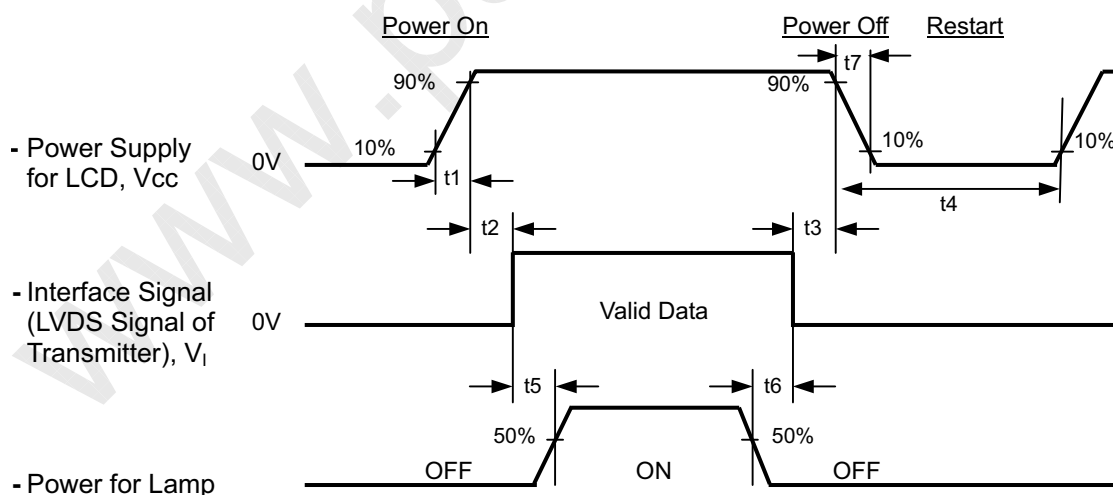 Power On
Power Off
Restart
t7
90%
90%
10%
10%
10%
- Power Supply
for LCD, Vcc
0V
t1
t4
t2
t3
- Interface Signal
(LVDS Signal of
Transmitter), VI
0V
Valid Data
t5
t6
50%
50%
- Power for Lamp
OFF
ON
OFF